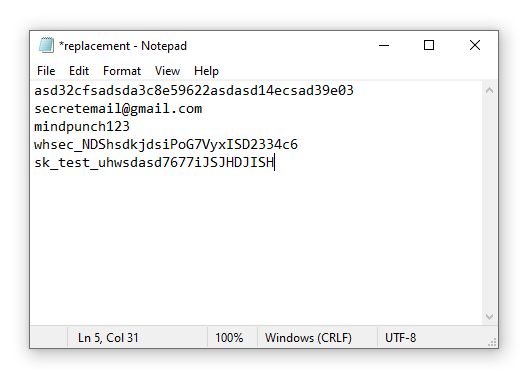 *replacement - Notepad
File Edit Format View Help
asd32cfsadsda3c8e59622asdasd14ecsad39e03
secretemail@gmail.com
mindpunch123
whsec_NDShsdkjdsiPoG7VyxISD2334c6
sk_test_uhwsdasd7677iJSJHDJISH
Ln 5, Col 31 100% Windows (CRLF) UTF-8